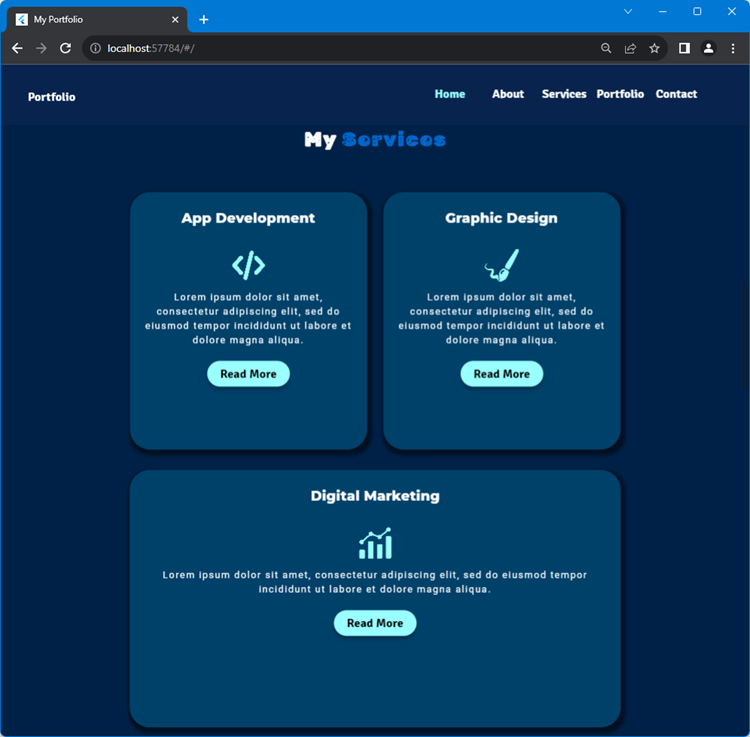 My Portfolio
localhost:57784/#/
Portfolio
Home About Services Portfolio Contact
My Services
App Development
Lorem ipsum dolor sit amet,
consectetur adipiscing elit, sed do
eiusmod tempor incididunt ut labore et
dolore magna aliqua.
Read More
Graphic Design
Lorem ipsum dolor sit amet,
consectetur adipiscing elit, sed do
eiusmod tempor incididunt ut labore et
dolore magna aliqua.
Read More
Digital Marketing
Lorem ipsum dolor sit amet, consectetur adipiscing elit, sed do eiusmod tempor
incididunt ut labore et dolore magna aliqua.
Read More